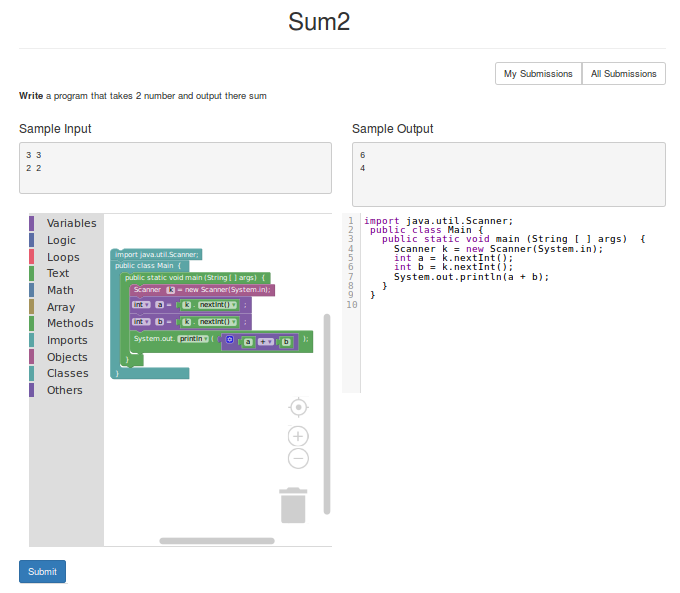 Sum2
My Submissions
All Submissions
Write a program that takes 2 number and output there sum
Sample Input
Sample Output
3 3
2 2
6
4
Variables
Logic
Loops
Text
Math
Array
Methods
Imports
Objects
Classes
Others
import java.util.Scanner;
public class Main {
public static void main (String [ ] args) {
Scanner k = new Scanner(System.in);
int a = k . nextInt() ;
int b = k . nextInt() ;
System.out. println ( a + b );
}
}
1 import java.util.Scanner;
2 public class Main {
3 public static void main (String [ ] args) {
4 Scanner k = new Scanner(System.in);
5 int a = k.nextInt();
6 int b = k.nextInt();
7 System.out.println(a + b);
8 }
9 }
10
Submit